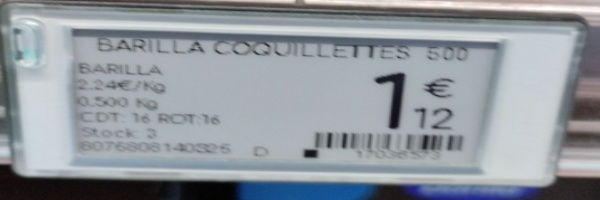 BARILLA COQUILLETTES 500
BARILLA
2.24€/Kg
0.500 Kg
CDT: 16 ROT:16
Stock: 3
8076808140325 D
1 €
12
17036573